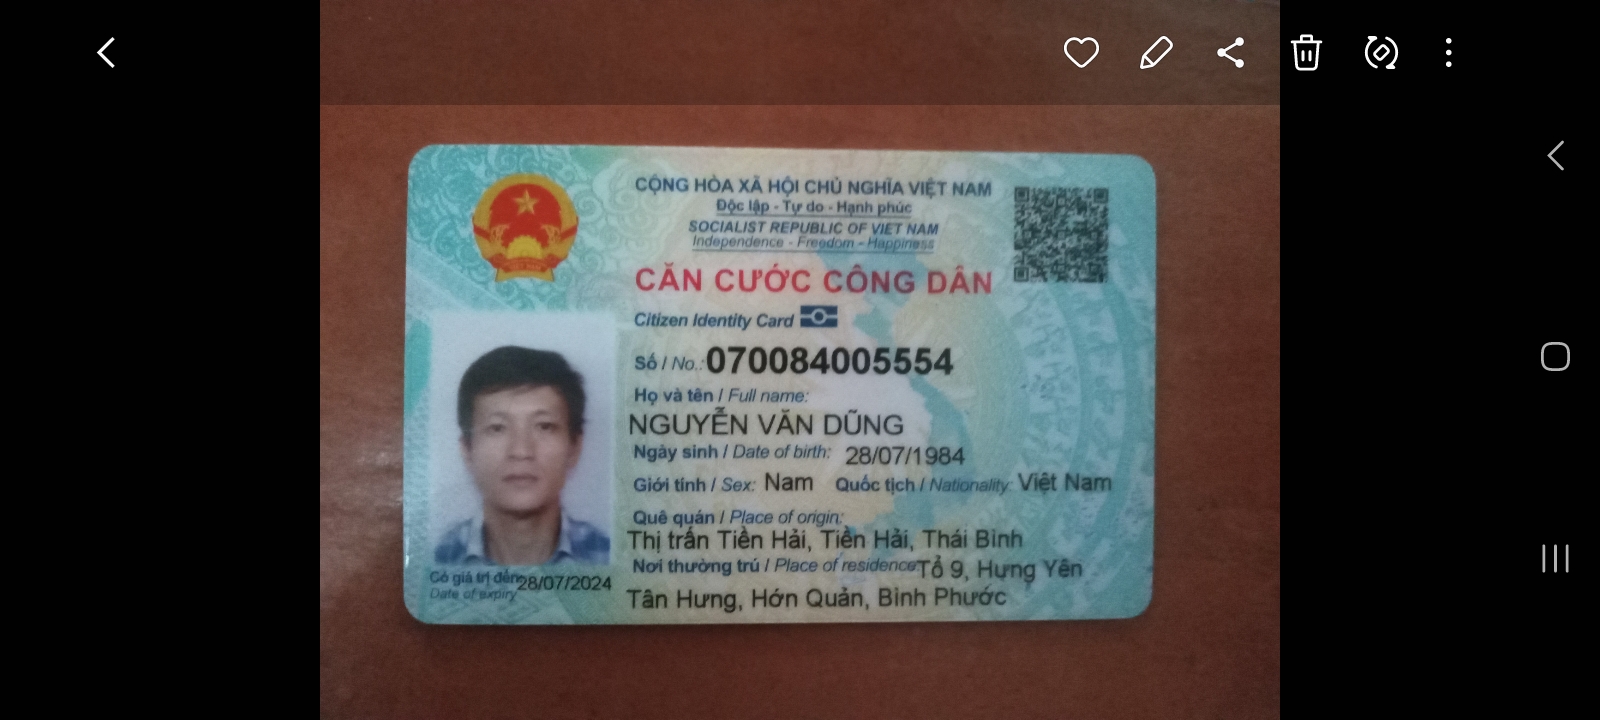 CỘNG HÒA XÃ HỘI CHỦ NGHĨA VIỆT NAM
Độc lập - Tự do - Hạnh phúc
SOCIALIST REPUBLIC OF VIET NAM
Independence - Freedom - Happiness
CĂN CƯỚC CÔNG DÂN
Citizen Identity Card
Số / No.: 070084005554
Họ và tên / Full name:
NGUYỄN VĂN DŨNG
Ngày sinh / Date of birth: 28/07/1984
Giới tính / Sex: Nam Quốc tịch / Nationality: Việt Nam
Quê quán / Place of origin:
Thị trấn Tiền Hải, Tiền Hải, Thái Bình
Nơi thường trú / Place of residence: Tổ 9, Hưng Yên
Tân Hưng, Hớn Quản, Bình Phước
Có giá trị đến: 28/07/2024
Date of expiry